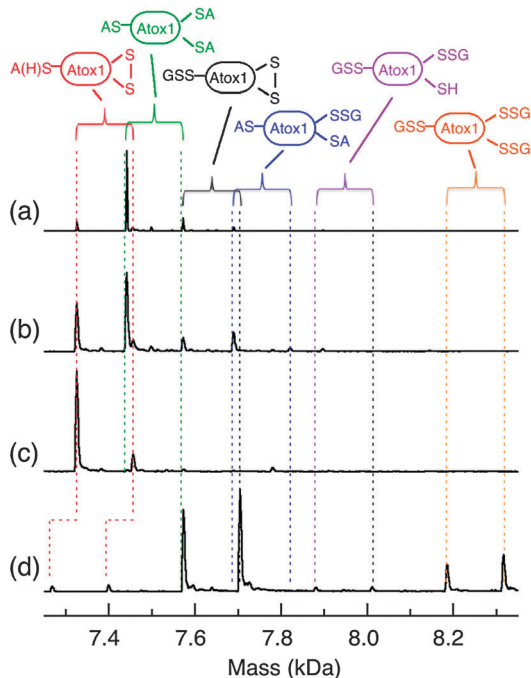 SA
AS Atox1
SA
A(H)S Atox1 S
S
GSS Atox1 S
S
AS Atox1 SSG
SA
GSS Atox1 SSG
SH
GSS Atox1 SSG
SSG
(a)
(b)
(c)
(d)
7.4 7.6 7.8 8.0 8.2
Mass (kDa)